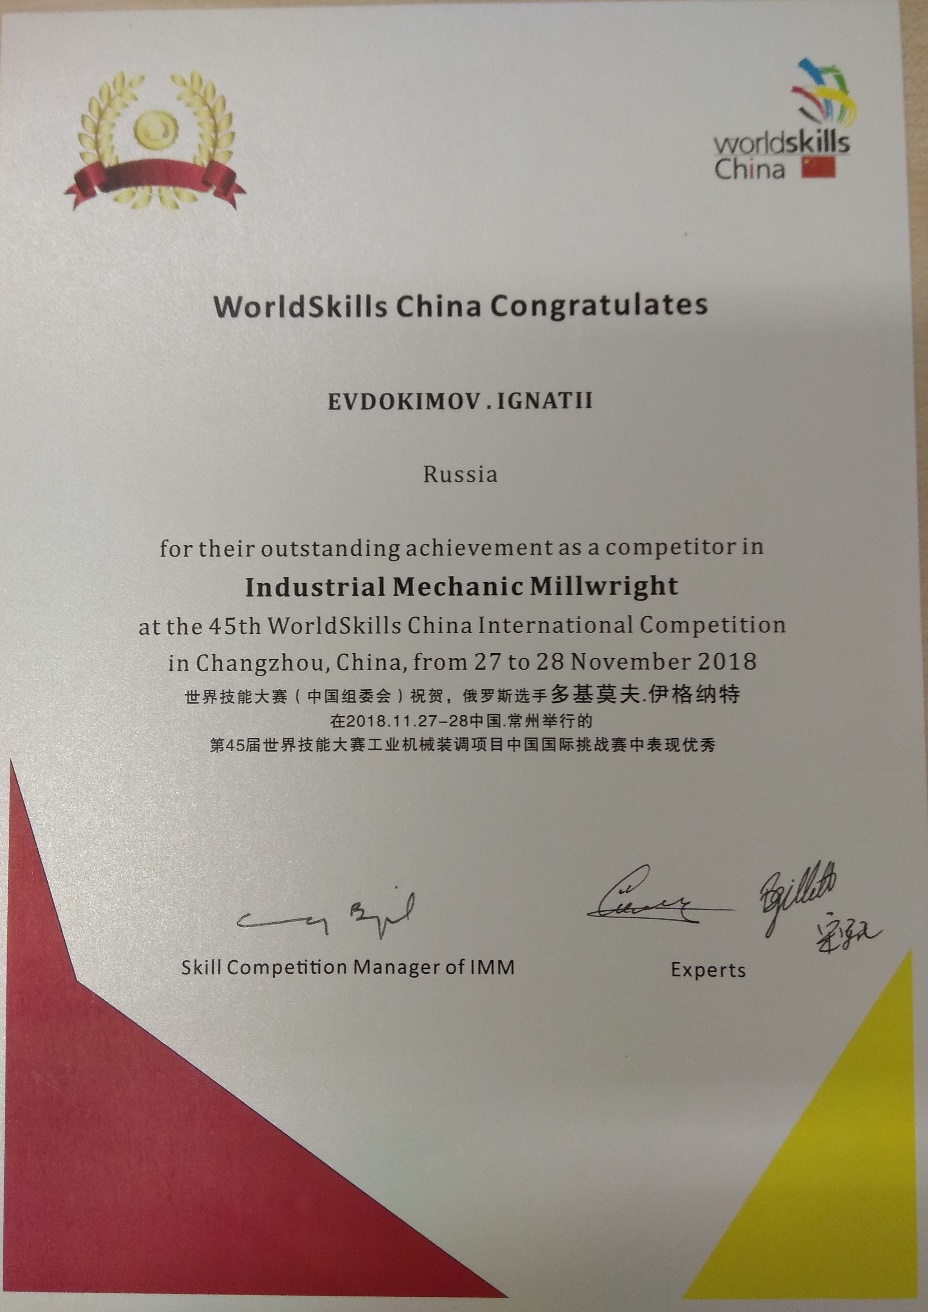 worldskills
China
WorldSkills China Congratulates
EVDOKIMOV . IGNATII
Russia
for their outstanding achievement as a competitor in
Industrial Mechanic Millwright
at the 45th WorldSkills China International Competition
in Changzhou, China, from 27 to 28 November 2018
世界技能大赛（中国组委会）祝贺，俄罗斯选手多基莫夫.伊格纳特
在2018.11.27-28中国.常州举行的
第45届世界技能大赛工业机械装调项目中国国际挑战赛中表现优秀
Skill Competition Manager of IMM
Experts